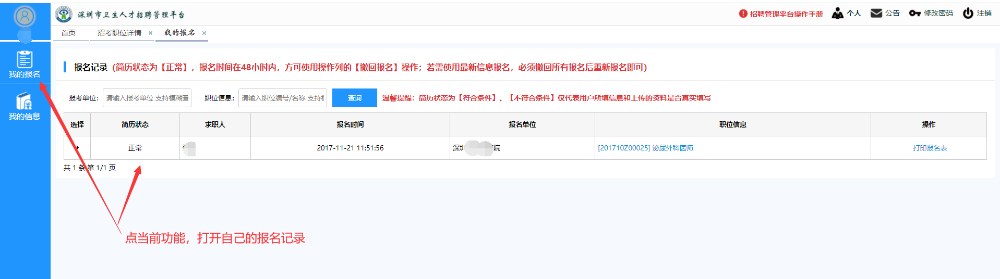 深圳市卫生人才招聘管理平台
招聘管理平台操作手册 个人 公告 修改密码 注销
首页 招考职位详情 × 我的报名 ×
我的报名
我的信息
报名记录（简历状态为【正常】，报名时间在48小时内，方可使用操作列的【撤回报名】操作；若需使用最新信息报名，必须撤回所有报名后重新报名即可）
报考单位： 请输入报考单位 支持模糊查 职位信息： 请输入职位编号/名称 支持 查询 温馨提醒：简历状态为【符合条件】、【不符合条件】仅代表用户所填信息和上传的资料是否真实填写
选择 简历状态 求职人 报名时间 报名单位 职位信息 操作
正常 2017-11-21 11:51:56 深圳 院 [201710Z00025] 泌尿外科医师 打印报名表
共 1 条 第 1/1 页
点当前功能，打开自己的报名记录